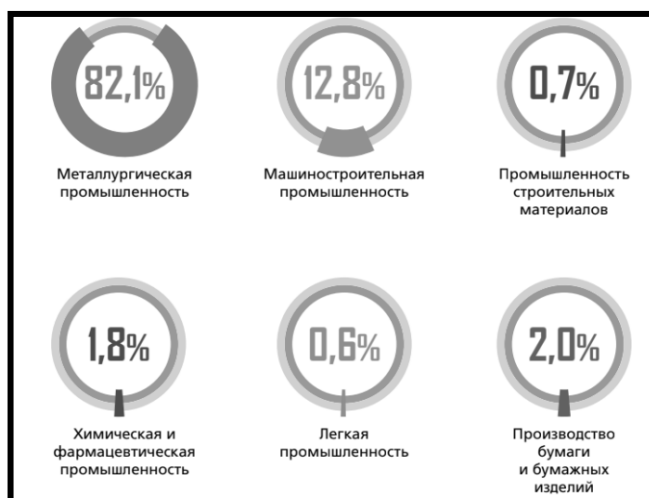 82,1%
Металлургическая
промышленность
12,8%
Машиностроительная
промышленность
0,7%
Промышленность
строительных
материалов
1,8%
Химическая и
фармацевтическая
промышленность
0,6%
Легкая
промышленность
2,0%
Производство
бумаги
и бумажных
изделий